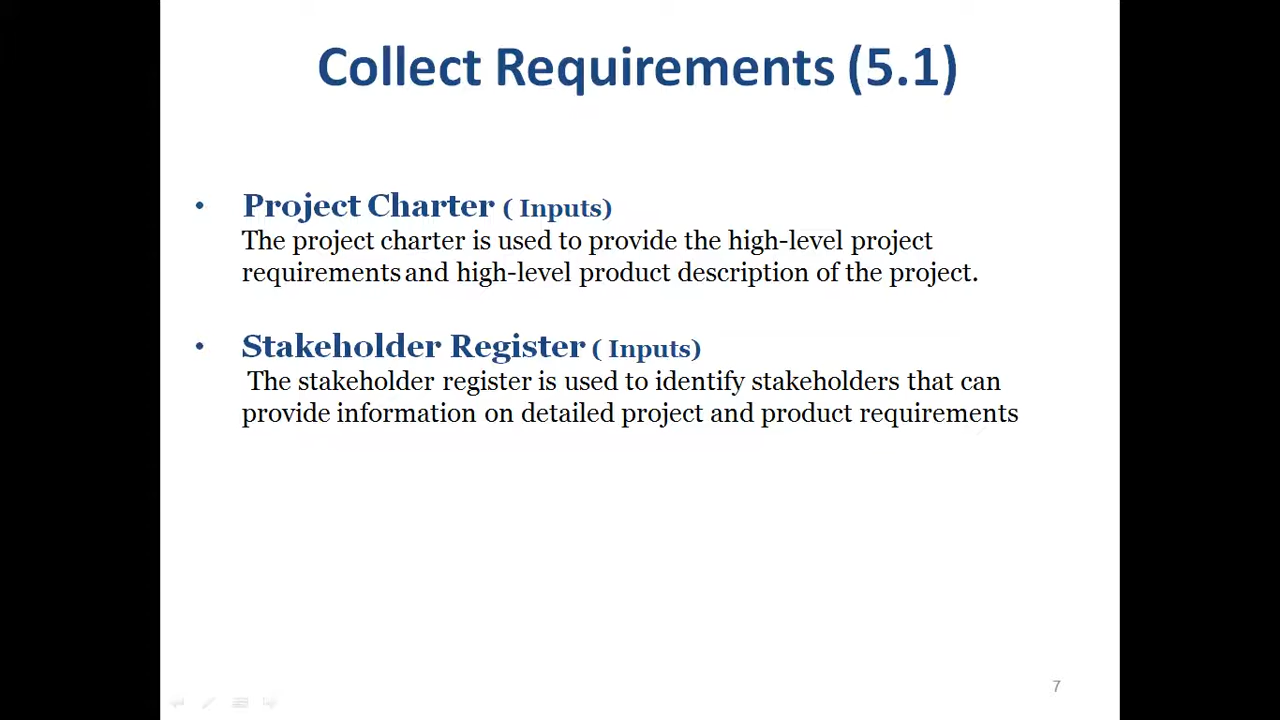 Collect Requirements (5.1)
• Project Charter ( Inputs)
The project charter is used to provide the high-level project
requirements and high-level product description of the project.
• Stakeholder Register ( Inputs)
The stakeholder register is used to identify stakeholders that can
provide information on detailed project and product requirements
7